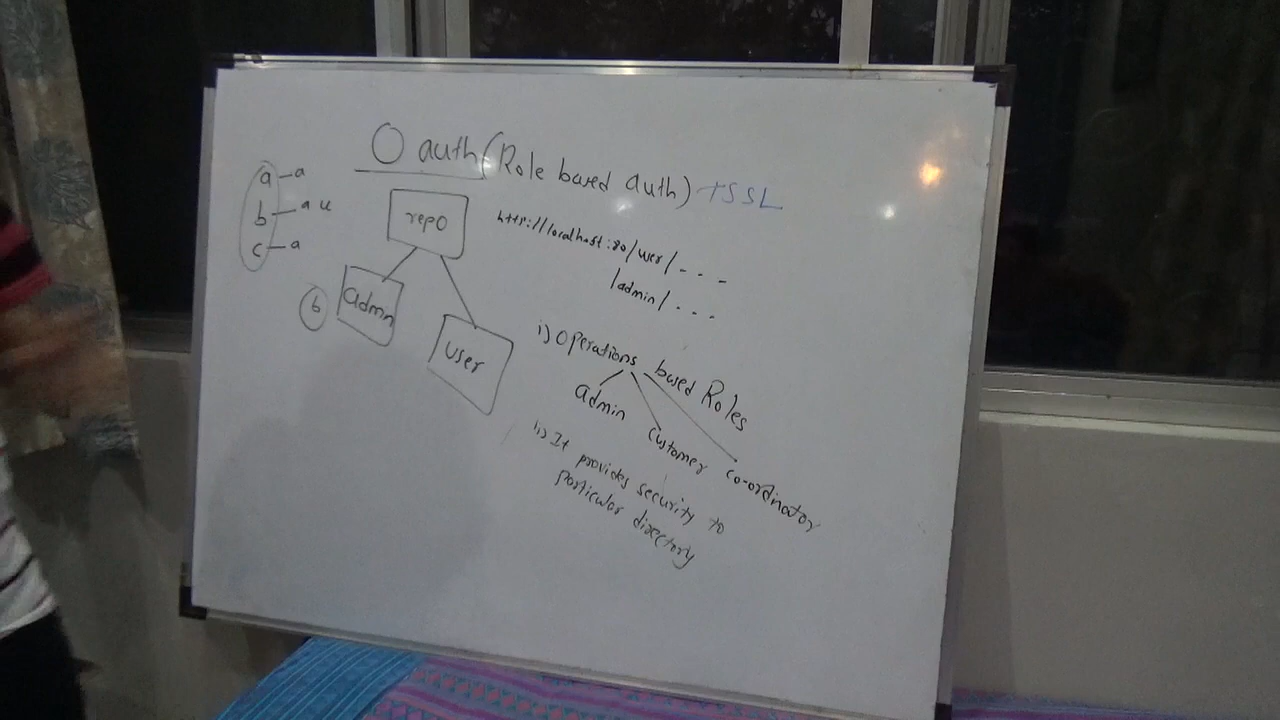 O auth (Role based auth) +SSL
a - a
b - a u
c - a
repo
admn
b
user
http://localhost:80/user/- - -
/admin/- - -
i) Operations based Roles
admin
customer
co-ordinator
ii) It provides security to
particular directory